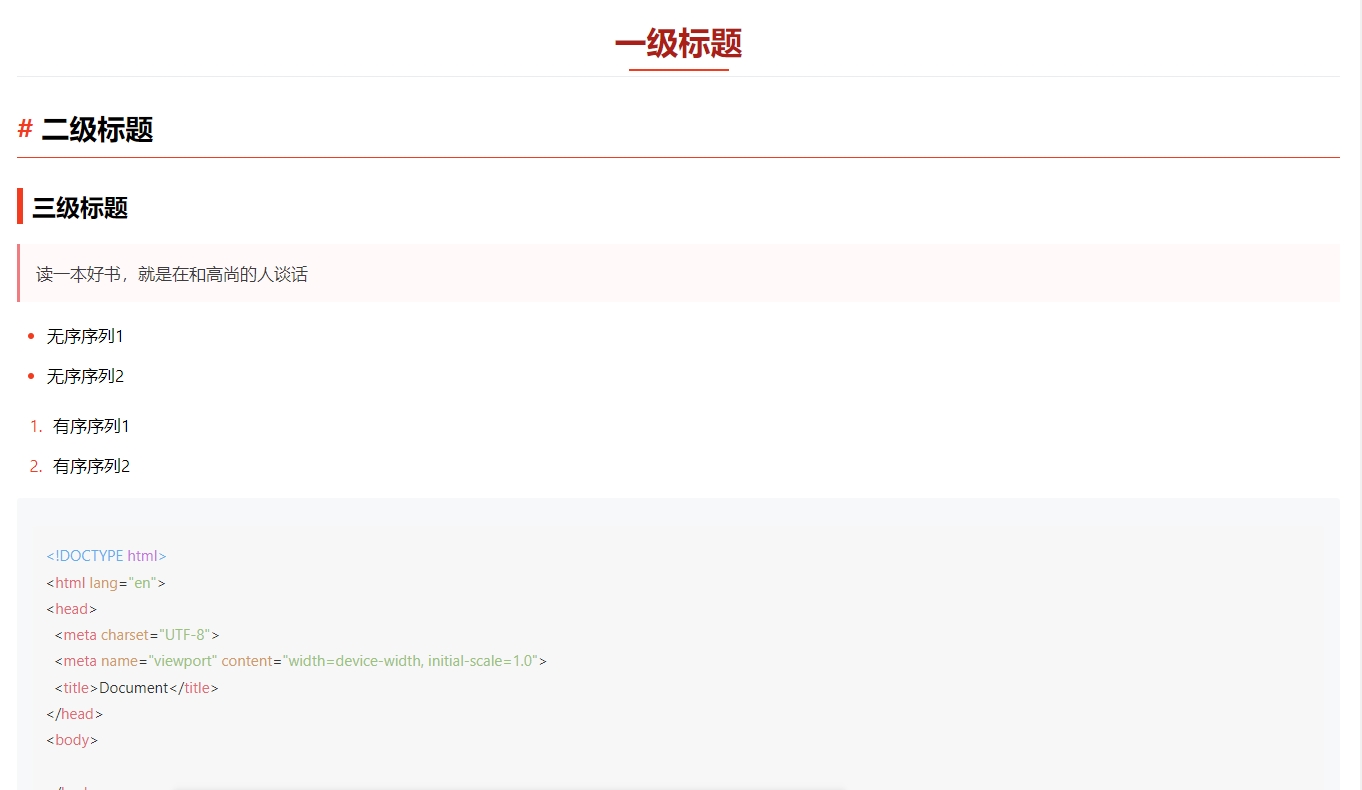 一级标题
# 二级标题
三级标题
读一本好书，就是在和高尚的人谈话
• 无序序列1
• 无序序列2
1. 有序序列1
2. 有序序列2
<!DOCTYPE html>
<html lang="en">
<head>
<meta charset="UTF-8">
<meta name="viewport" content="width=device-width, initial-scale=1.0">
<title>Document</title>
</head>
<body>